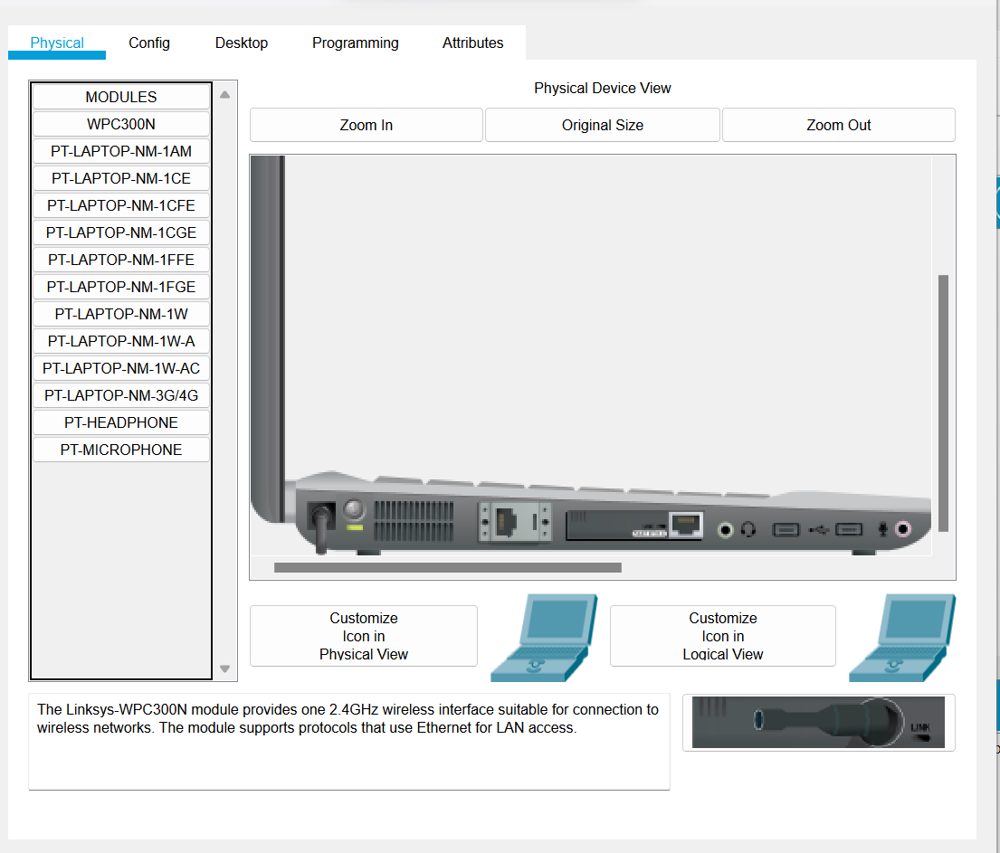 Physical
Config
Desktop
Programming
Attributes
MODULES
WPC300N
PT-LAPTOP-NM-1AM
PT-LAPTOP-NM-1CE
PT-LAPTOP-NM-1CFE
PT-LAPTOP-NM-1CGE
PT-LAPTOP-NM-1FFE
PT-LAPTOP-NM-1FGE
PT-LAPTOP-NM-1W
PT-LAPTOP-NM-1W-A
PT-LAPTOP-NM-1W-AC
PT-LAPTOP-NM-3G/4G
PT-HEADPHONE
PT-MICROPHONE
Physical Device View
Zoom In
Original Size
Zoom Out
Customize
Icon in
Physical View
Customize
Icon in
Logical View
The Linksys-WPC300N module provides one 2.4GHz wireless interface suitable for connection to
wireless networks. The module supports protocols that use Ethernet for LAN access.
LINK